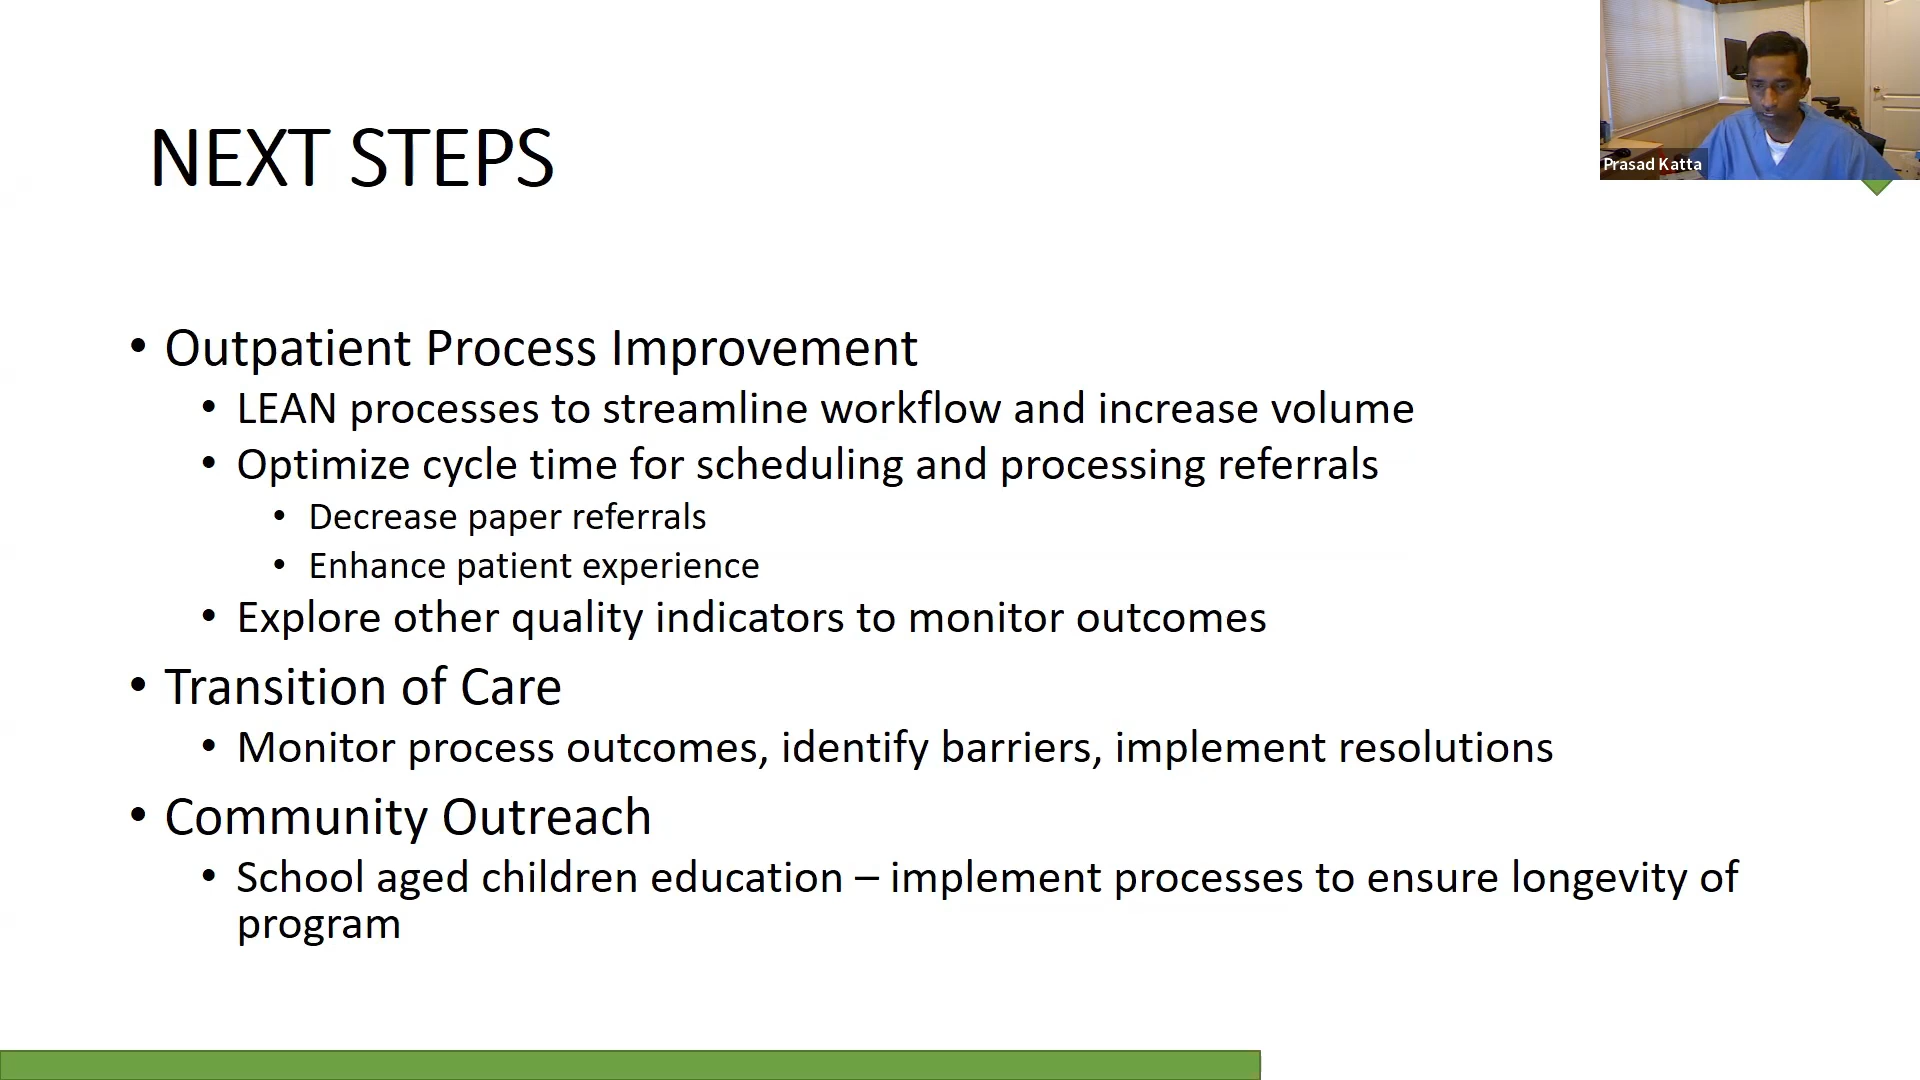 NEXT STEPS
Prasad Katta
• Outpatient Process Improvement
• LEAN processes to streamline workflow and increase volume
• Optimize cycle time for scheduling and processing referrals
• Decrease paper referrals
• Enhance patient experience
• Explore other quality indicators to monitor outcomes
• Transition of Care
• Monitor process outcomes, identify barriers, implement resolutions
• Community Outreach
• School aged children education – implement processes to ensure longevity of
program